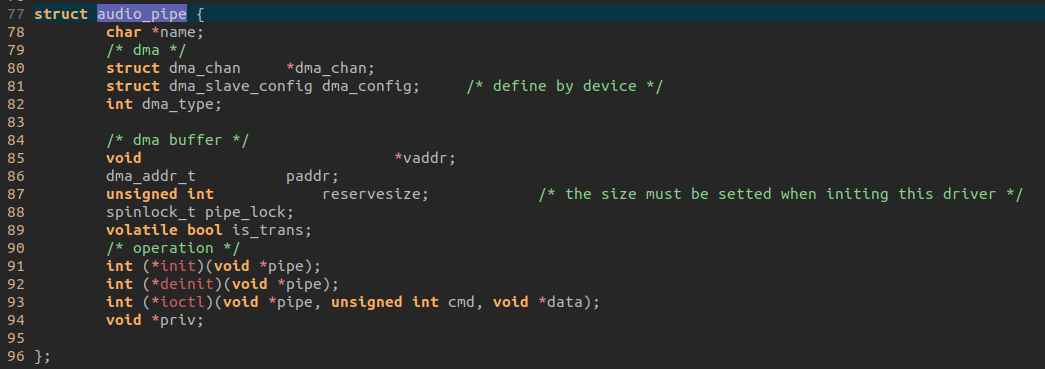 77 struct audio_pipe {
78         char *name;
79         /* dma */
80         struct dma_chan     *dma_chan;
81         struct dma_slave_config dma_config;     /* define by device */
82         int dma_type;
83
84         /* dma buffer */
85         void                            *vaddr;
86         dma_addr_t          paddr;
87         unsigned int            reservesize;            /* the size must be setted when initing this driver */
88         spinlock_t pipe_lock;
89         volatile bool is_trans;
90         /* operation */
91         int (*init)(void *pipe);
92         int (*deinit)(void *pipe);
93         int (*ioctl)(void *pipe, unsigned int cmd, void *data);
94         void *priv;
95
96 };